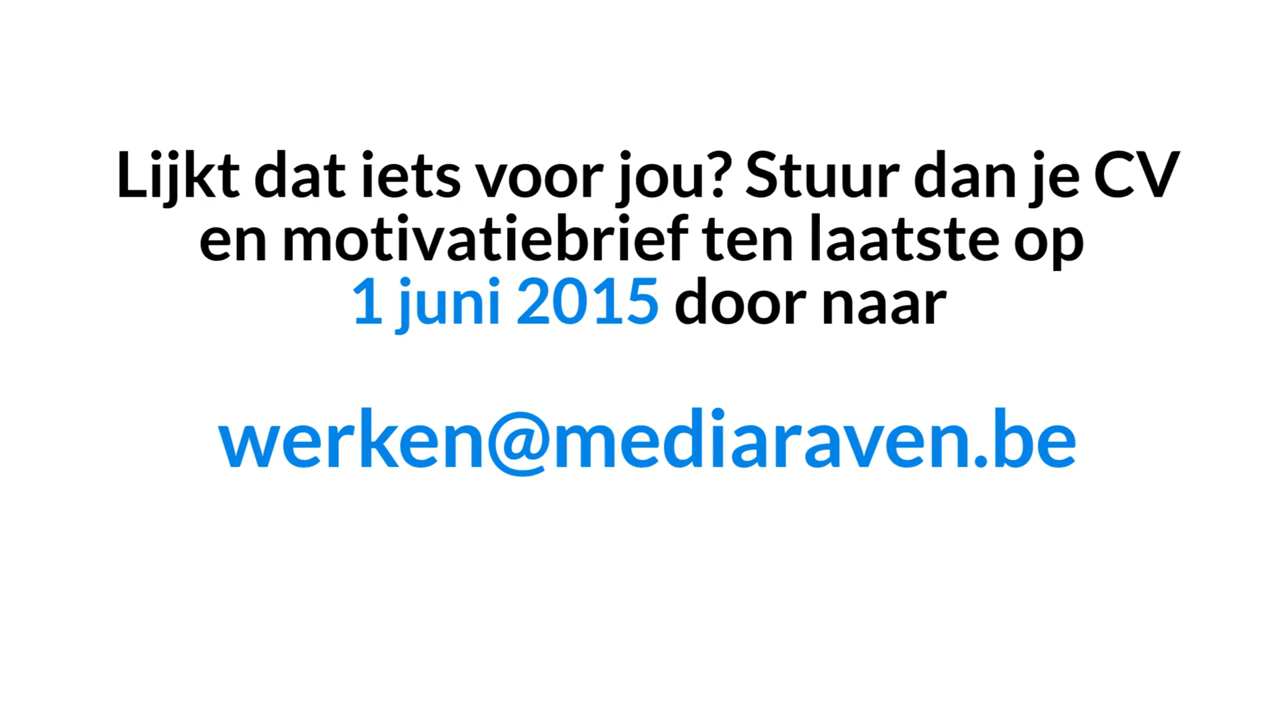 Lijkt dat iets voor jou? Stuur dan je CV
en motivatiebrief ten laatste op
1 juni 2015 door naar
werken@mediaraven.be